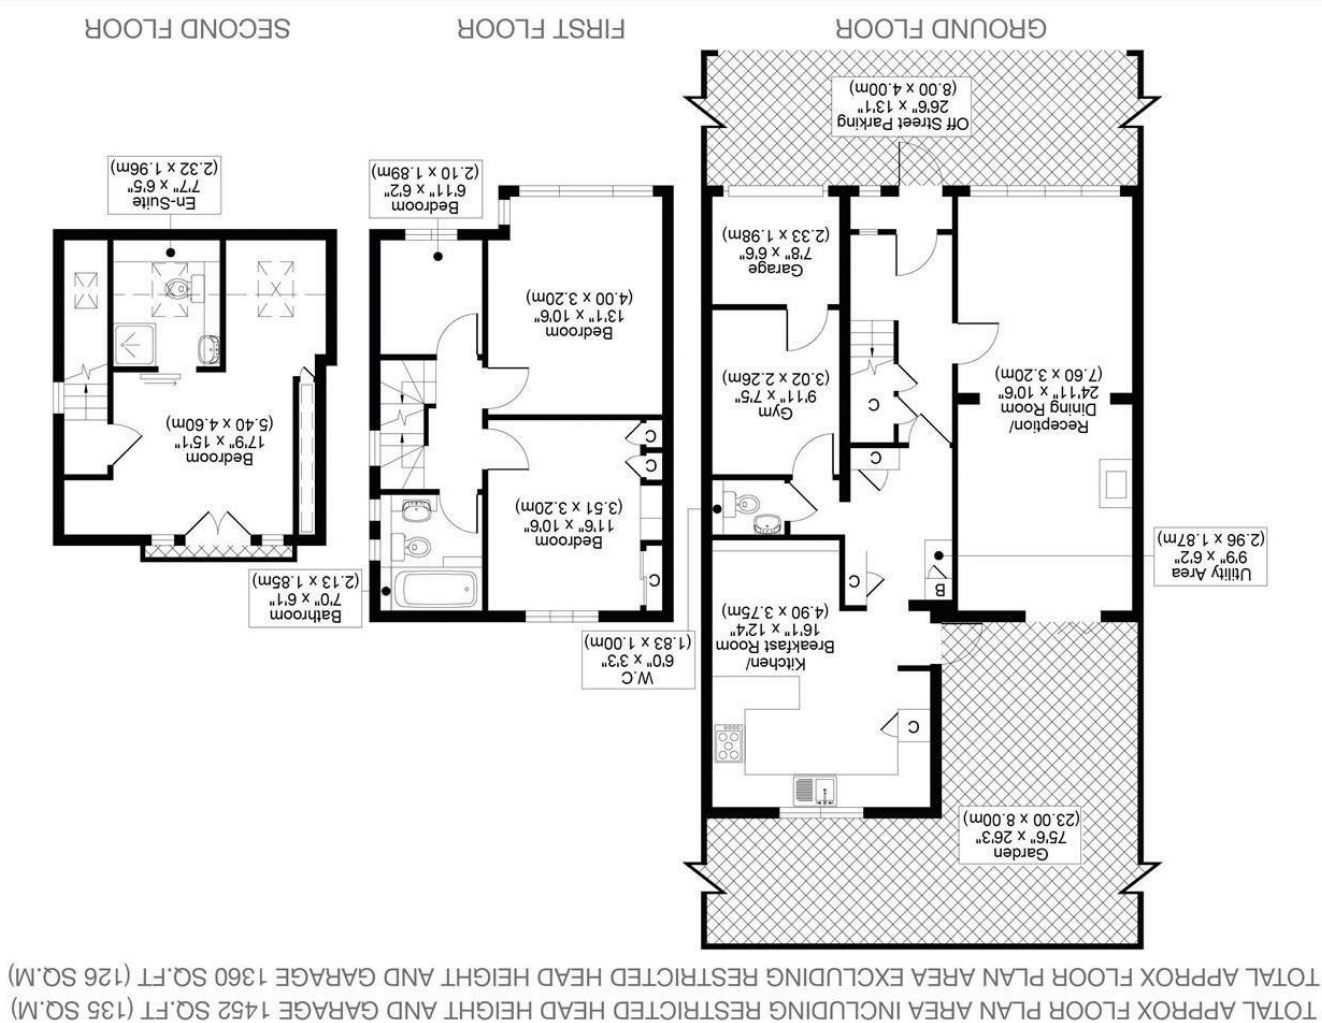 TOTAL APPROX FLOOR PLAN AREA INCLUDING RESTRICTED HEAD HEIGHT AND GARAGE 1452 SQ.FT (135 SQ.M)
TOTAL APPROX FLOOR PLAN AREA EXCLUDING RESTRICTED HEAD HEIGHT AND GARAGE 1360 SQ.FT (126 SQ.M)
Garden
75'6" x 26'3"
(23.00 x 8.00m)
C
Kitchen/
Breakfast Room
16'1" x 12'4"
(4.90 x 3.75m)
W.C
6'0" x 3'3"
(1.83 x 1.00m)
B
C
Utility Area
9'9" x 6'2"
(2.96 x 1.87m)
C
Reception/
Dining Room
24'11" x 10'6"
(7.60 x 3.20m)
C
Gym
9'11" x 7'5"
(3.02 x 2.26m)
Garage
7'8" x 6'6"
(2.33 x 1.98m)
Off Street Parking
26'6" x 13'1"
(8.00 x 4.00m)
GROUND FLOOR
Bathroom
7'0" x 6'1"
(2.13 x 1.85m)
C
Bedroom
11'6" x 10'6"
(3.51 x 3.20m)
C
C
Bedroom
13'1" x 10'6"
(4.00 x 3.20m)
Bedroom
6'11" x 6'2"
(2.10 x 1.89m)
FIRST FLOOR
Bedroom
17'9" x 15'1"
(5.40 x 4.60m)
En-Suite
7'7" x 6'5"
(2.32 x 1.96m)
SECOND FLOOR